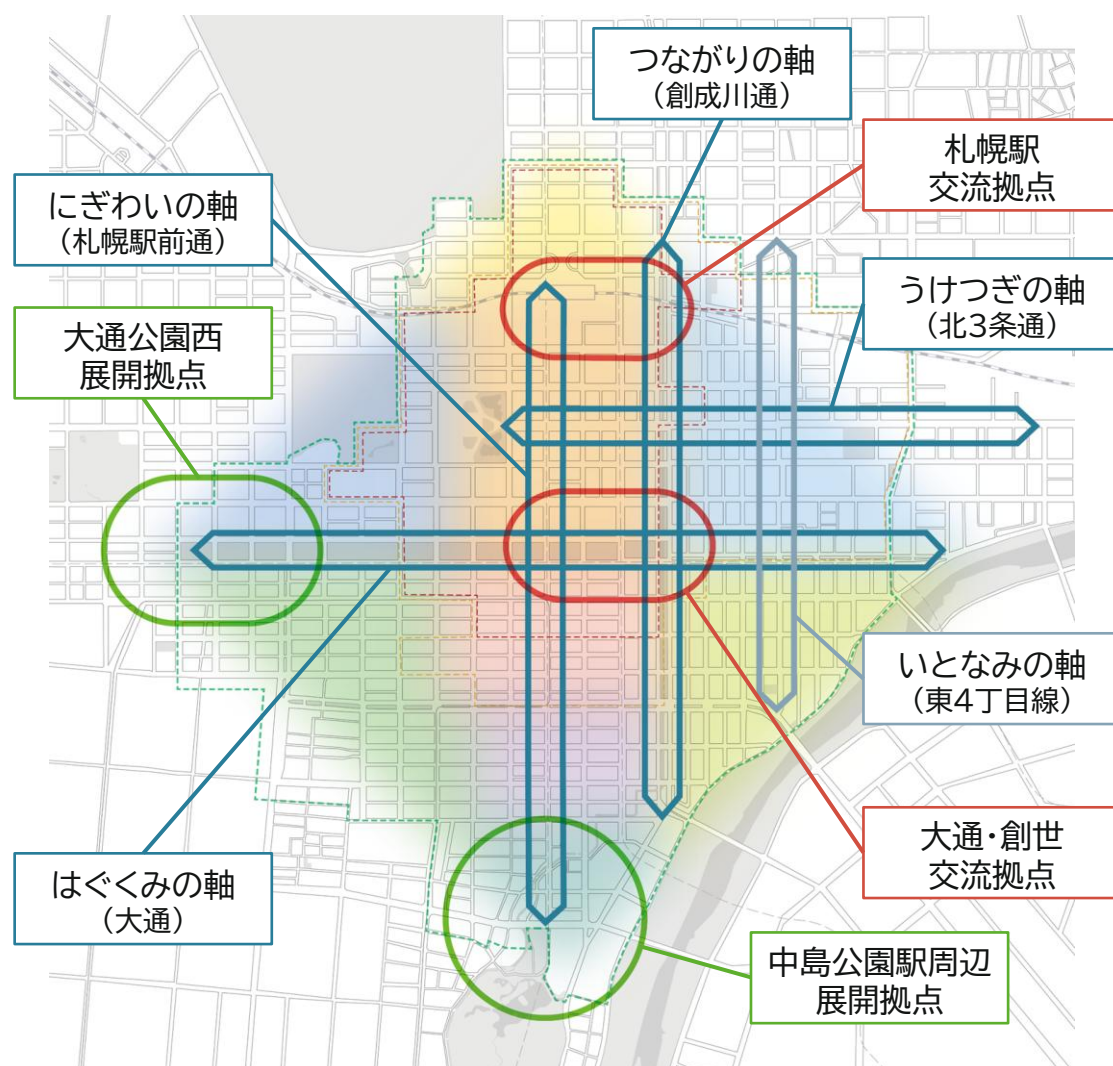 つながりの軸
（創成川通）
札幌駅
交流拠点
にぎわいの軸
（札幌駅前通）
うけつぎの軸
（北3条通）
大通公園西
展開拠点
いとなみの軸
（東4丁目線）
大通・創世
交流拠点
はぐくみの軸
（大通）
中島公園駅周辺
展開拠点